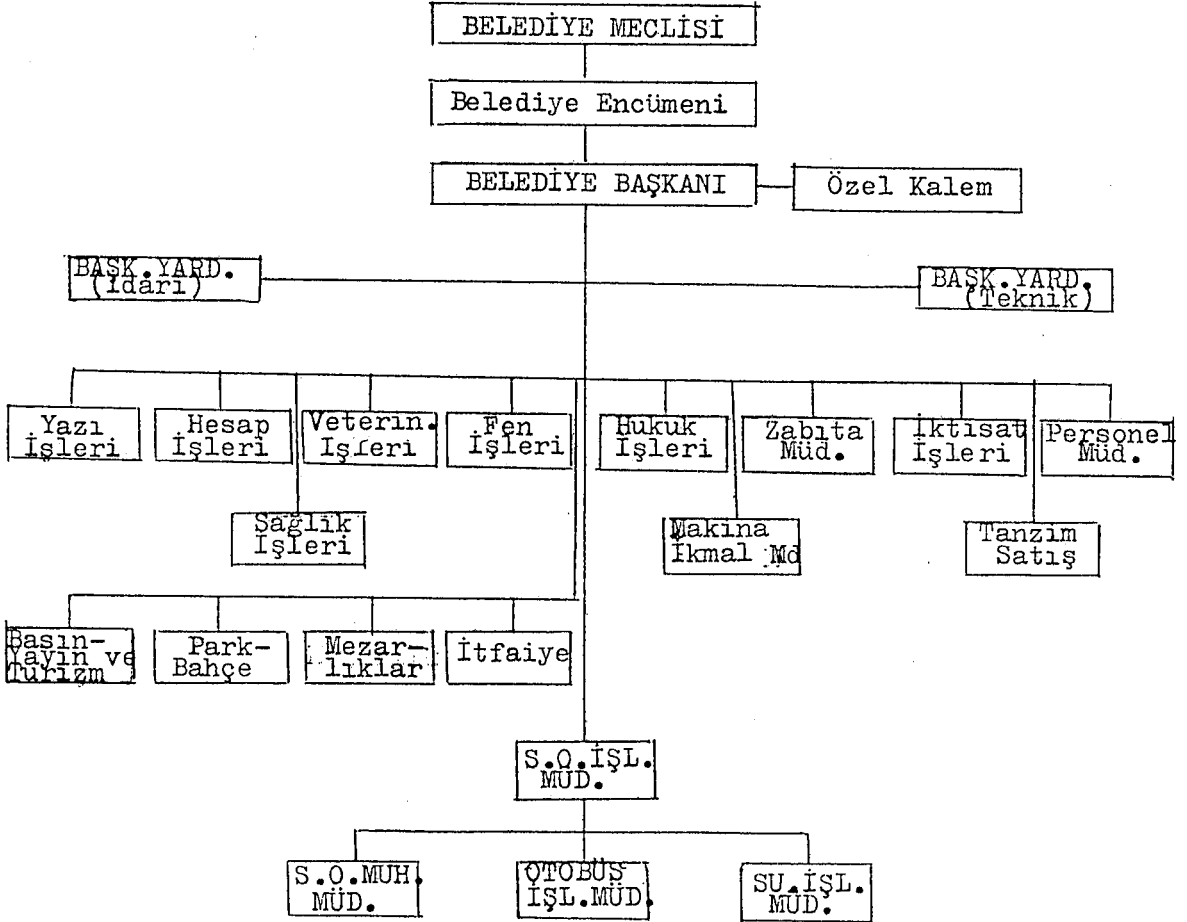 BELEDİYE MECLİSİ
Belediye Encümeni
BELEDİYE BAŞKANI
Özel Kalem
BAŞK.YARD.
(İdari)
BAŞK.YARD.
(Teknik)
Yazı
İşleri
Hesap
İşleri
Veterin.
İşleri
Fen
İşleri
Hukuk
İşleri
Zabıta
Müd.
İktisat
İşleri
Personel
Müd.
Sağlık
İşleri
Makina
İkmal Md
Tanzim
Satış
Basın-
Yayın ve
Turizm
Park-
Bahçe
Mezar-
lıklar
İtfaiye
S.O.İŞL.
MÜD.
S.O.MUH.
MÜD.
OTOBÜS
İŞL.MÜD.
SU.İŞL.
MÜD.